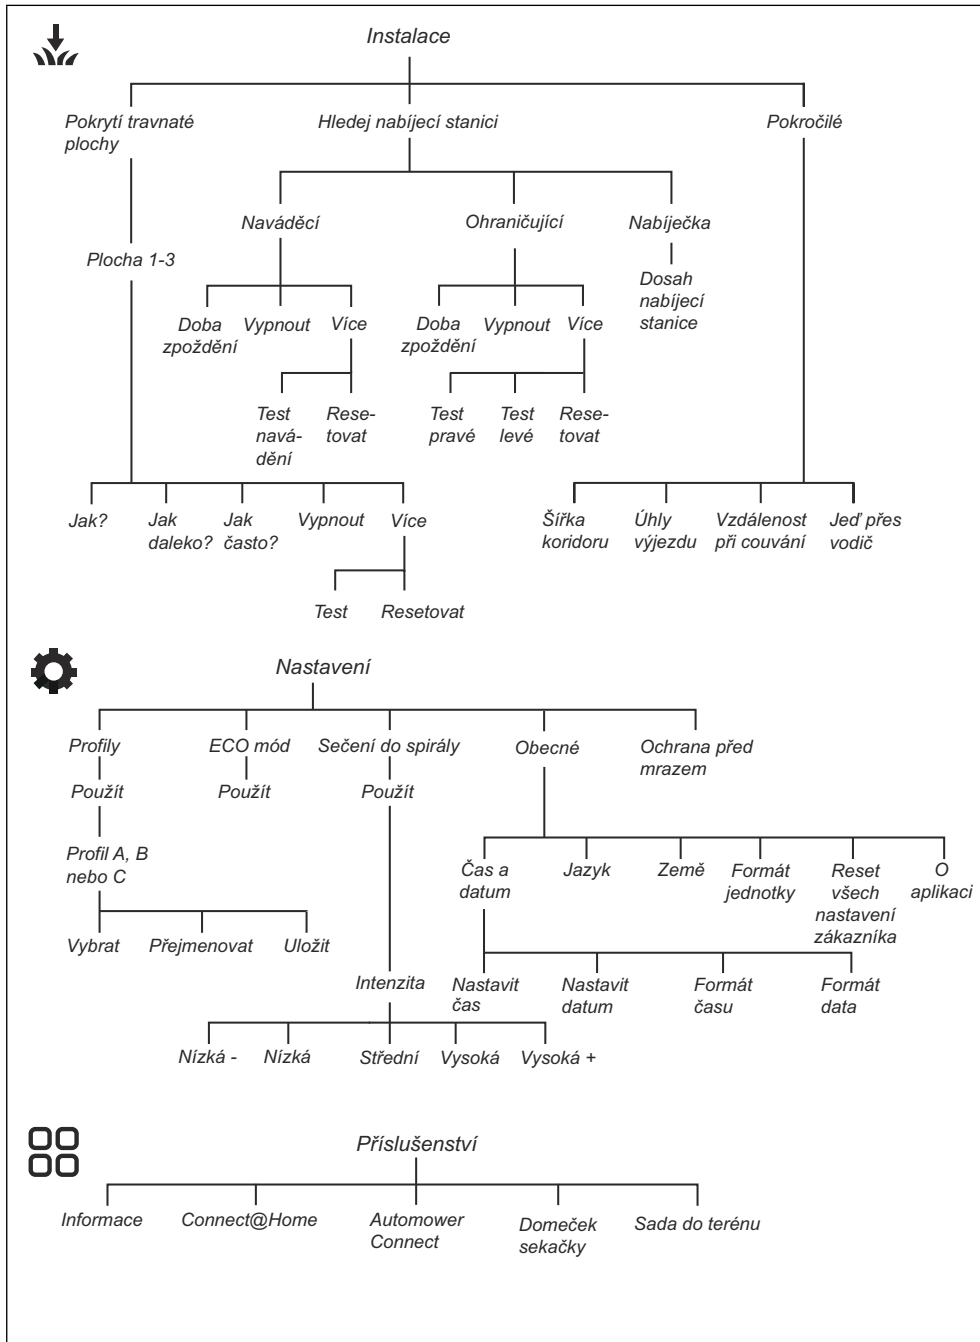 Instalace
Pokrytí travnaté
plochy
Hledej nabíjecí stanici
Pokročilé
Naváděcí
Ohraničující
Nabíječka
Plocha 1-3
Dosah
nabíjecí
stanice
Doba
zpoždění
Vypnout
Více
Doba
zpoždění
Vypnout
Více
Test
navá-
dění
Rese-
tovat
Test
pravé
Test
levé
Rese-
tovat
Jak?
Jak
daleko?
Jak
často?
Vypnout
Více
Šířka
koridoru
Úhly
výjezdu
Vzdálenost
při couvání
Jeď přes
vodič
Test
Resetovat
Nastavení
Profily
ECO mód
Sečení do spirály
Obecné
Ochrana před
mrazem
Použít
Použít
Použít
Profil A, B
nebo C
Čas a
datum
Jazyk
Země
Formát
jednotky
Reset
všech
nastavení
zákazníka
O
aplikaci
Vybrat
Přejmenovat
Uložit
Intenzita
Nastavit
čas
Nastavit
datum
Formát
času
Formát
data
Nízká -
Nízká
Střední
Vysoká
Vysoká +
Příslušenství
Informace
Connect@Home
Automower
Connect
Domeček
sekačky
Sada do terénu